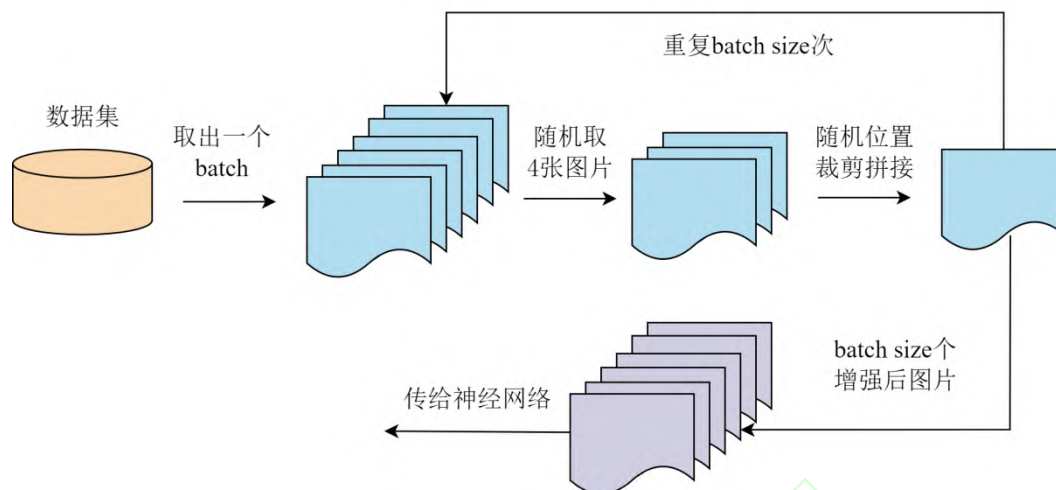 重复batch size次
数据集
取出一个
batch
随机取
4张图片
随机位置
裁剪拼接
batch size个
增强后图片
传给神经网络